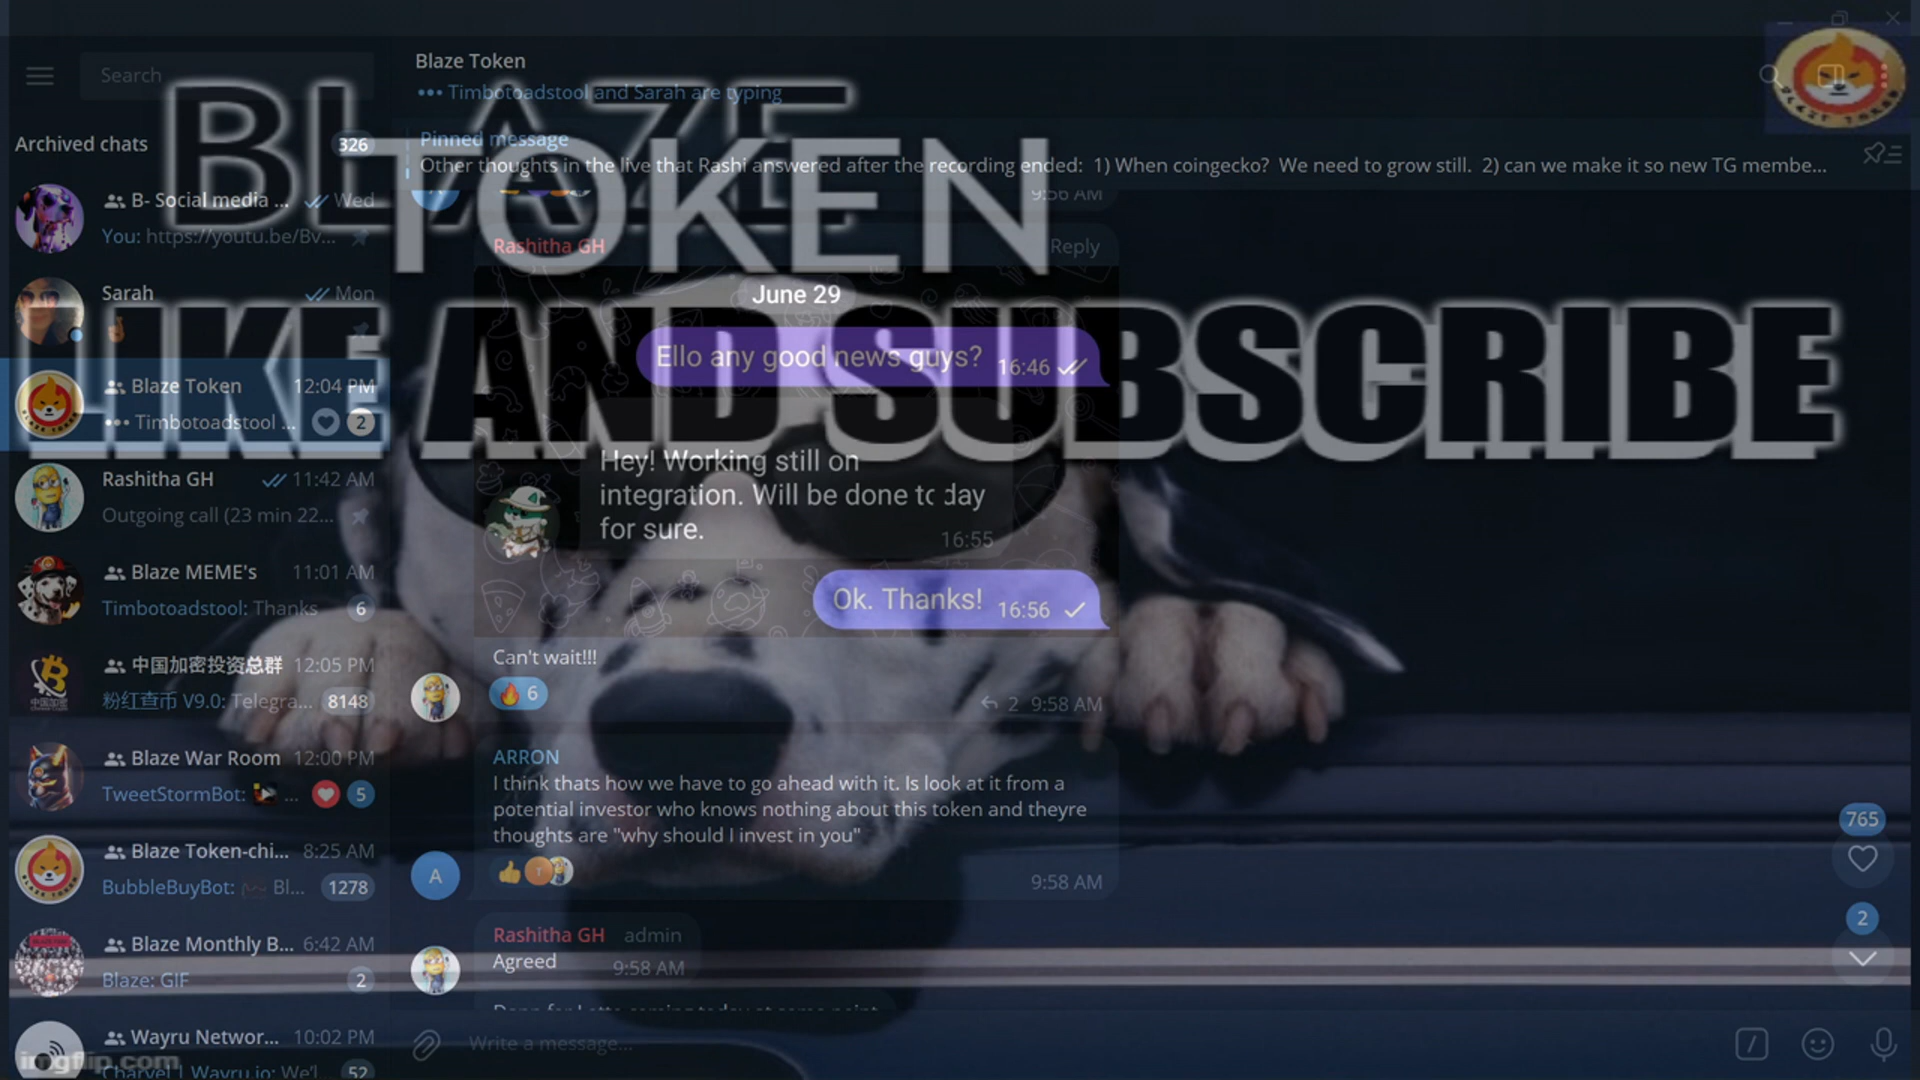 BLAZE
TOKEN
LIKE AND SUBSCRIBE
Search
Archived chats
326
B- Social media ...
Wed
You: https://youtu.be/Bv...
Sarah
Mon
Blaze Token
12:04 PM
Timbotoadstool ...
2
Rashitha GH
11:42 AM
Outgoing call (23 min 22...
Blaze MEME's
11:01 AM
Timbotoadstool: Thanks
6
中国加密投资总群
12:05 PM
粉红查币 V9.0: Telegra...
8148
Blaze War Room
12:00 PM
TweetStormBot:
...
5
Blaze Token-chi...
8:25 AM
BubbleBuyBot:
Bl...
1278
Blaze Monthly B...
6:42 AM
Blaze: GIF
2
Wayru Networ...
10:02 PM
Charvel | Wayru.io: We'l...
52
imgflip.com
Blaze Token
Timbotoadstool and Sarah are typing
Pinned message
Other thoughts in the live that Rashi answered after the recording ended: 1) When coingecko? We need to grow still. 2) can we make it so new TG membe...
9:56 AM
Rashitha GH
Reply
June 29
Ello any good news guys?
16:46
Hey! Working still on
integration. Will be done today
for sure.
16:55
Ok. Thanks!
16:56
Can't wait!!!
6
2 9:58 AM
ARRON
I think thats how we have to go ahead with it. Is look at it from a
potential investor who knows nothing about this token and theyre
thoughts are "why should I invest in you"
T
A
9:58 AM
Rashitha GH admin
Agreed
9:58 AM
Write a message...
765
2